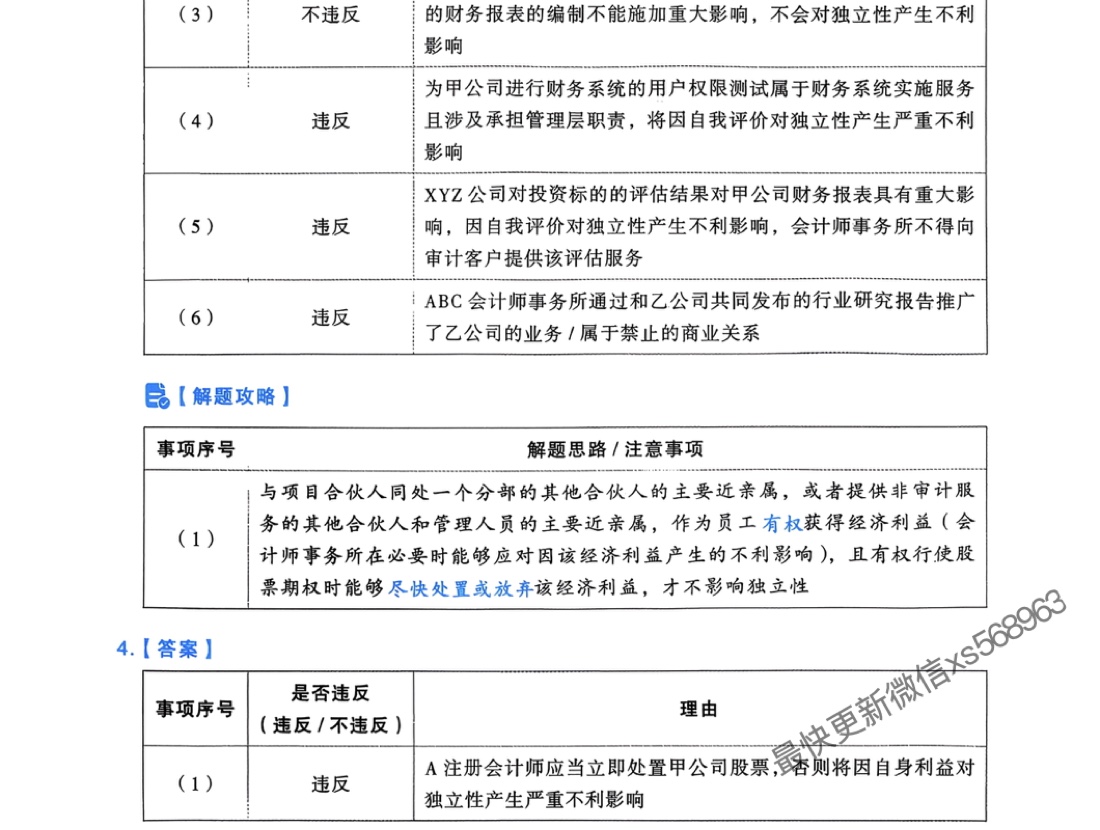 （3）
不违反
的财务报表的编制不能施加重大影响，不会对独立性产生不利
影响
（4）
违反
为甲公司进行财务系统的用户权限测试属于财务系统实施服务
且涉及承担管理层职责，将因自我评价对独立性产生严重不利
影响
（5）
违反
XYZ 公司对投资标的的评估结果对甲公司财务报表具有重大影
响，因自我评价对独立性产生不利影响，会计师事务所不得向
审计客户提供该评估服务
（6）
违反
ABC 会计师事务所通过和乙公司共同发布的行业研究报告推广
了乙公司的业务 / 属于禁止的商业关系
【解题攻略】
事项序号
解题思路 / 注意事项
（1）
与项目合伙人同处一个分部的其他合伙人的主要近亲属，或者提供非审计服
务的其他合伙人和管理人员的主要近亲属，作为员工有权获得经济利益（会
计师事务所在必要时能够应对因该经济利益产生的不利影响），且有权行使股
票期权时能够尽快处置或放弃该经济利益，才不影响独立性
4.【答案】
事项序号
是否违反
（违反 / 不违反）
理由
（1）
违反
A 注册会计师应当立即处置甲公司股票，否则将因自身利益对
独立性产生严重不利影响
最快更新微信xs568963